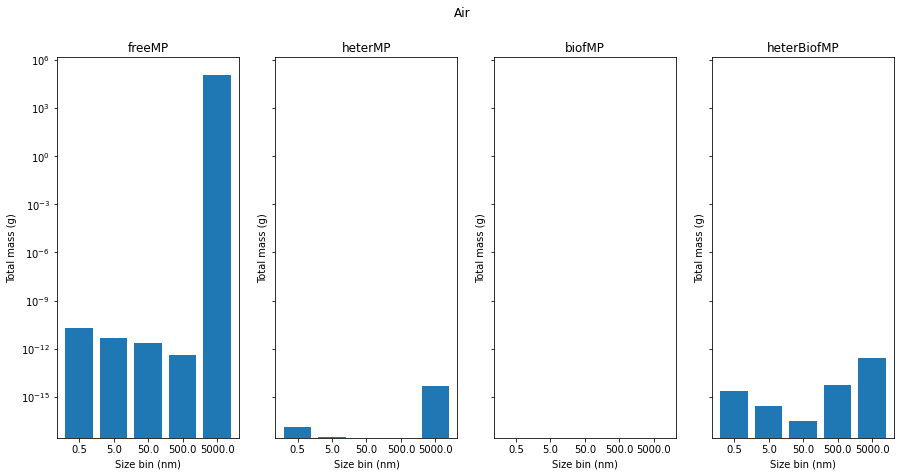 Air
freeMP
heterMP
biofMP
heterBiofMP
Total mass (g)
10^6
10^3
10^0
10^-3
10^-6
10^-9
10^-12
10^-15
0.5 5.0 50.0 500.0 5000.0
Size bin (nm)
Total mass (g)
0.5 5.0 50.0 500.0 5000.0
Size bin (nm)
Total mass (g)
0.5 5.0 50.0 500.0 5000.0
Size bin (nm)
Total mass (g)
0.5 5.0 50.0 500.0 5000.0
Size bin (nm)